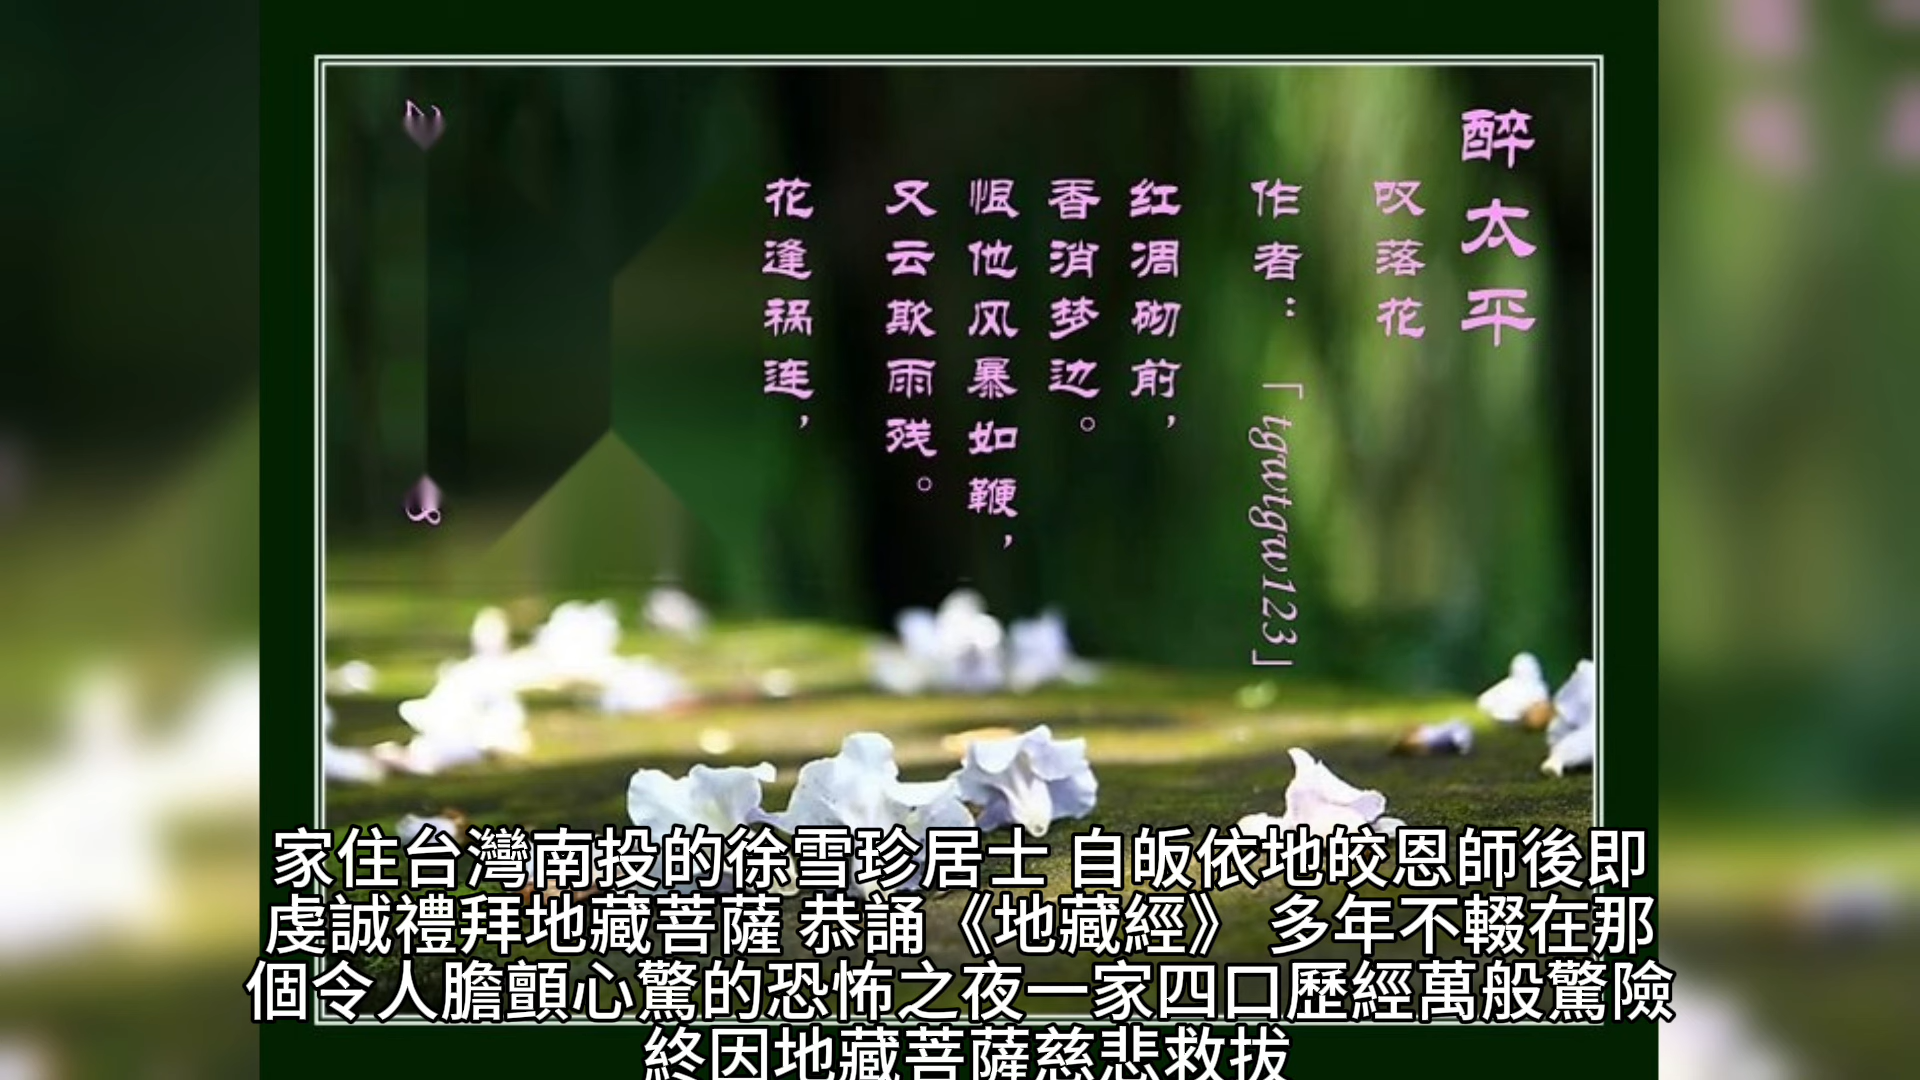 醉太平
叹落花
作者：「tgwtgw123」
红凋砌前，
香消梦边。
恨他风暴如鞭，
又云欺雨残。
花逢祸连，
家住台灣南投的徐雪珍居士 自皈依地皎恩師後即
虔誠禮拜地藏菩薩 恭誦《地藏經》 多年不輟在那
個令人膽顫心驚的恐怖之夜一家四口歷經萬般驚險
終因地藏菩薩慈悲救拔